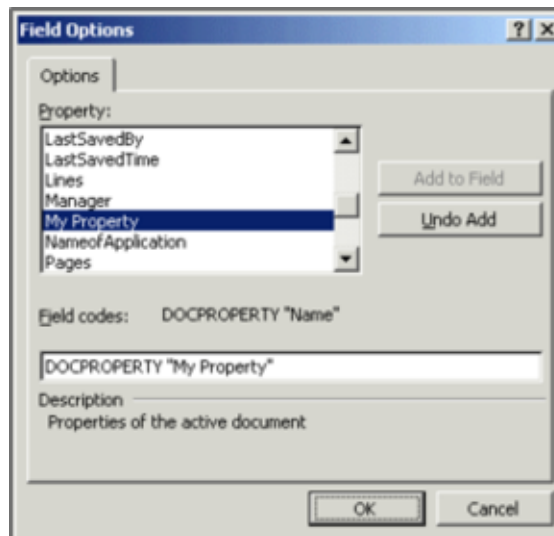 Field Options
Options
Property:
LastSavedBy
LastSavedTime
Lines
Manager
My Property
NameofApplication
Pages
Add to Field
Undo Add
Field codes: DOCPROPERTY "Name"
DOCPROPERTY "My Property"
Description
Properties of the active document
OK Cancel